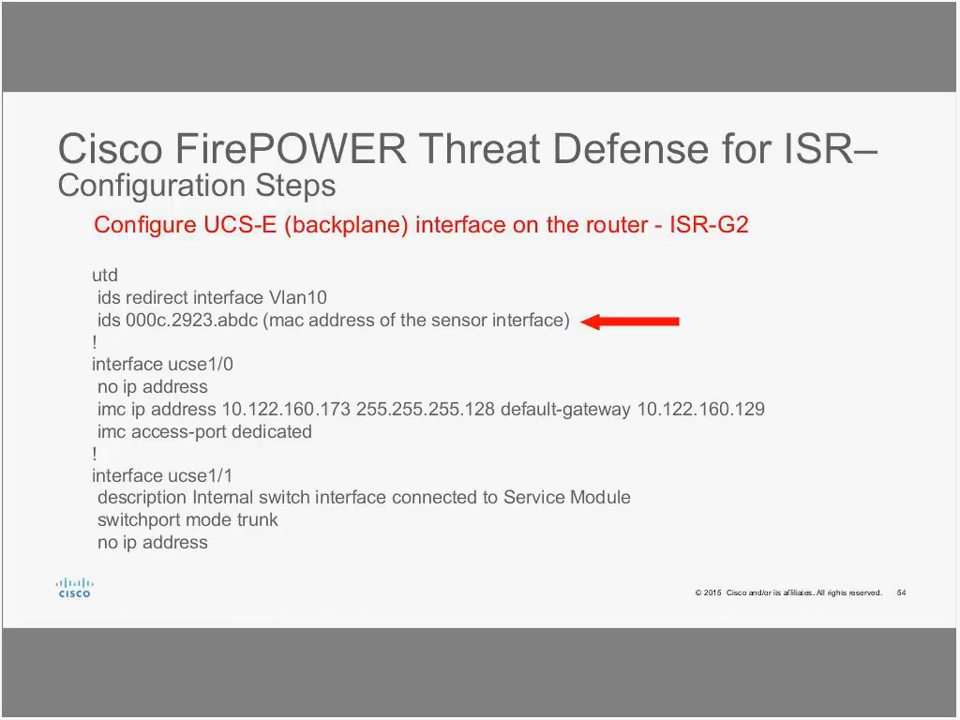 Cisco FirePOWER Threat Defense for ISR–
Configuration Steps
Configure UCS-E (backplane) interface on the router - ISR-G2
utd
ids redirect interface Vlan10
ids 000c.2923.abdc (mac address of the sensor interface)
!
interface ucse1/0
no ip address
imc ip address 10.122.160.173 255.255.255.128 default-gateway 10.122.160.129
imc access-port dedicated
!
interface ucse1/1
description Internal switch interface connected to Service Module
switchport mode trunk
no ip address
CISCO
© 2015 Cisco and/or its affiliates. All rights reserved. 54